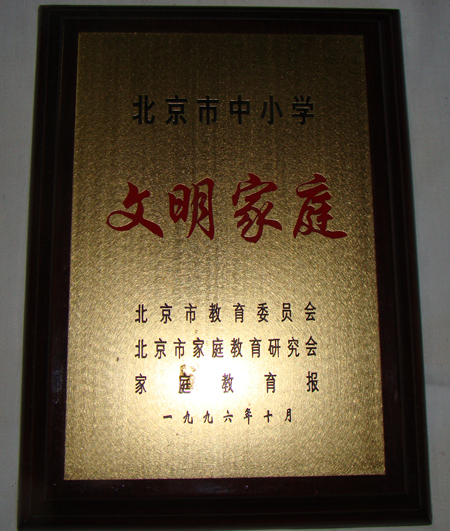 北京市中小学
文明家庭
北京市教育委员会
北京市家庭教育研究会
家庭教育报
一九九六年十月